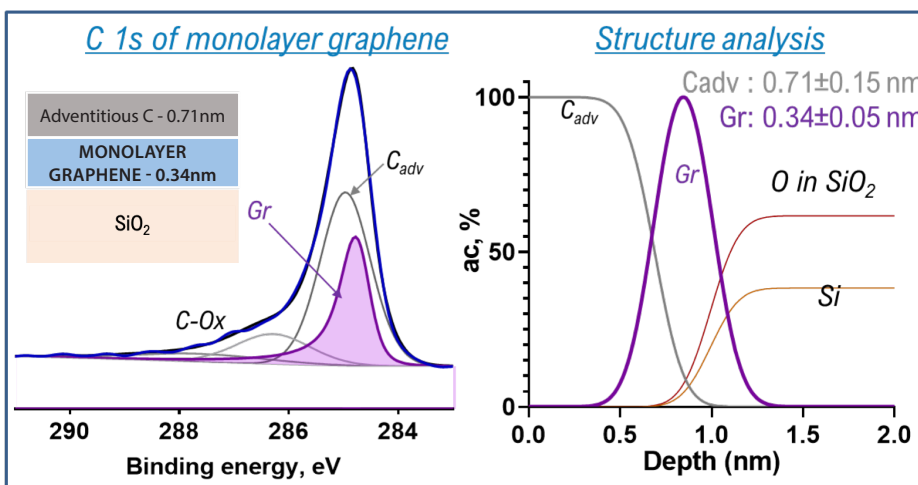 C 1s of monolayer graphene
Adventitious C - 0.71nm
MONOLAYER
GRAPHENE - 0.34nm
SiO₂
Gr
C-Ox
Cadv
290 288 286 284
Binding energy, eV
Structure analysis
Cadv : 0.71±0.15 nm
Gr: 0.34±0.05 nm
ac, %
100
50
0
Cadv
Gr
O in SiO₂
Si
0.0 0.5 1.0 1.5 2.0
Depth (nm)